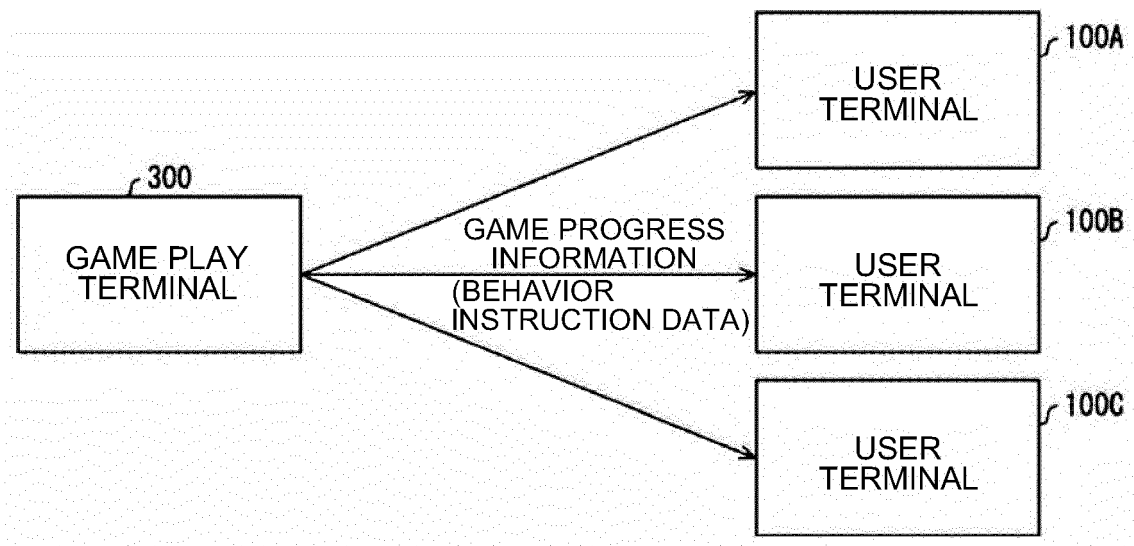 300
GAME PLAY
TERMINAL
GAME PROGRESS
INFORMATION
(BEHAVIOR
INSTRUCTION DATA)
100A
USER
TERMINAL
100B
USER
TERMINAL
100C
USER
TERMINAL